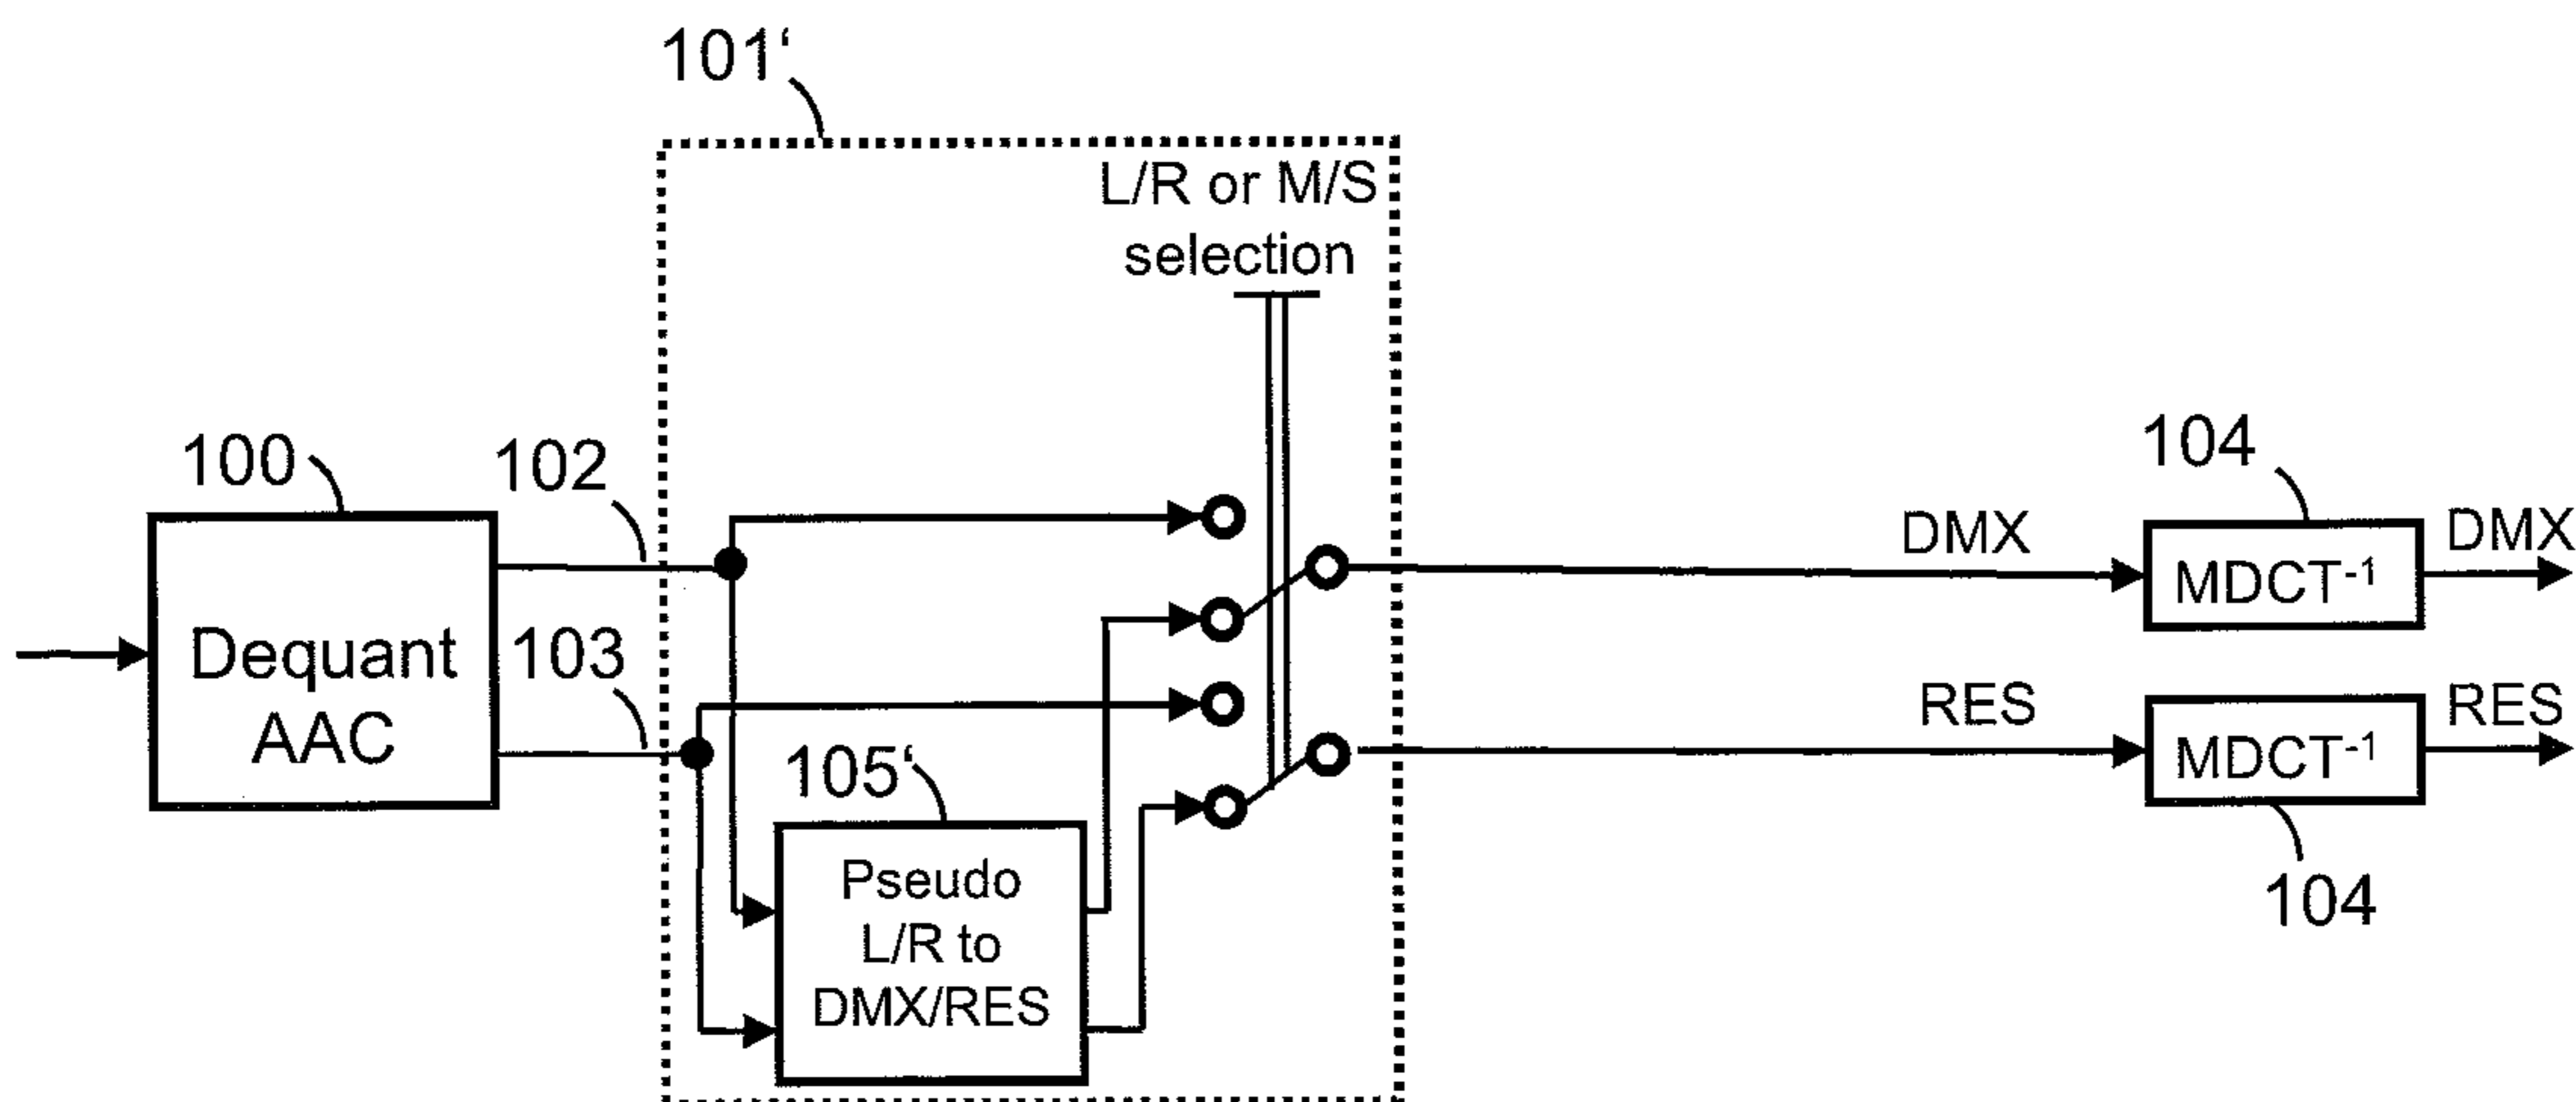 101‘
L/R or M/S
selection
100
102
104
DMX
DMX
MDCT-1
Dequant
AAC
103
RES
RES
MDCT-1
105‘
Pseudo
L/R to
DMX/RES
104